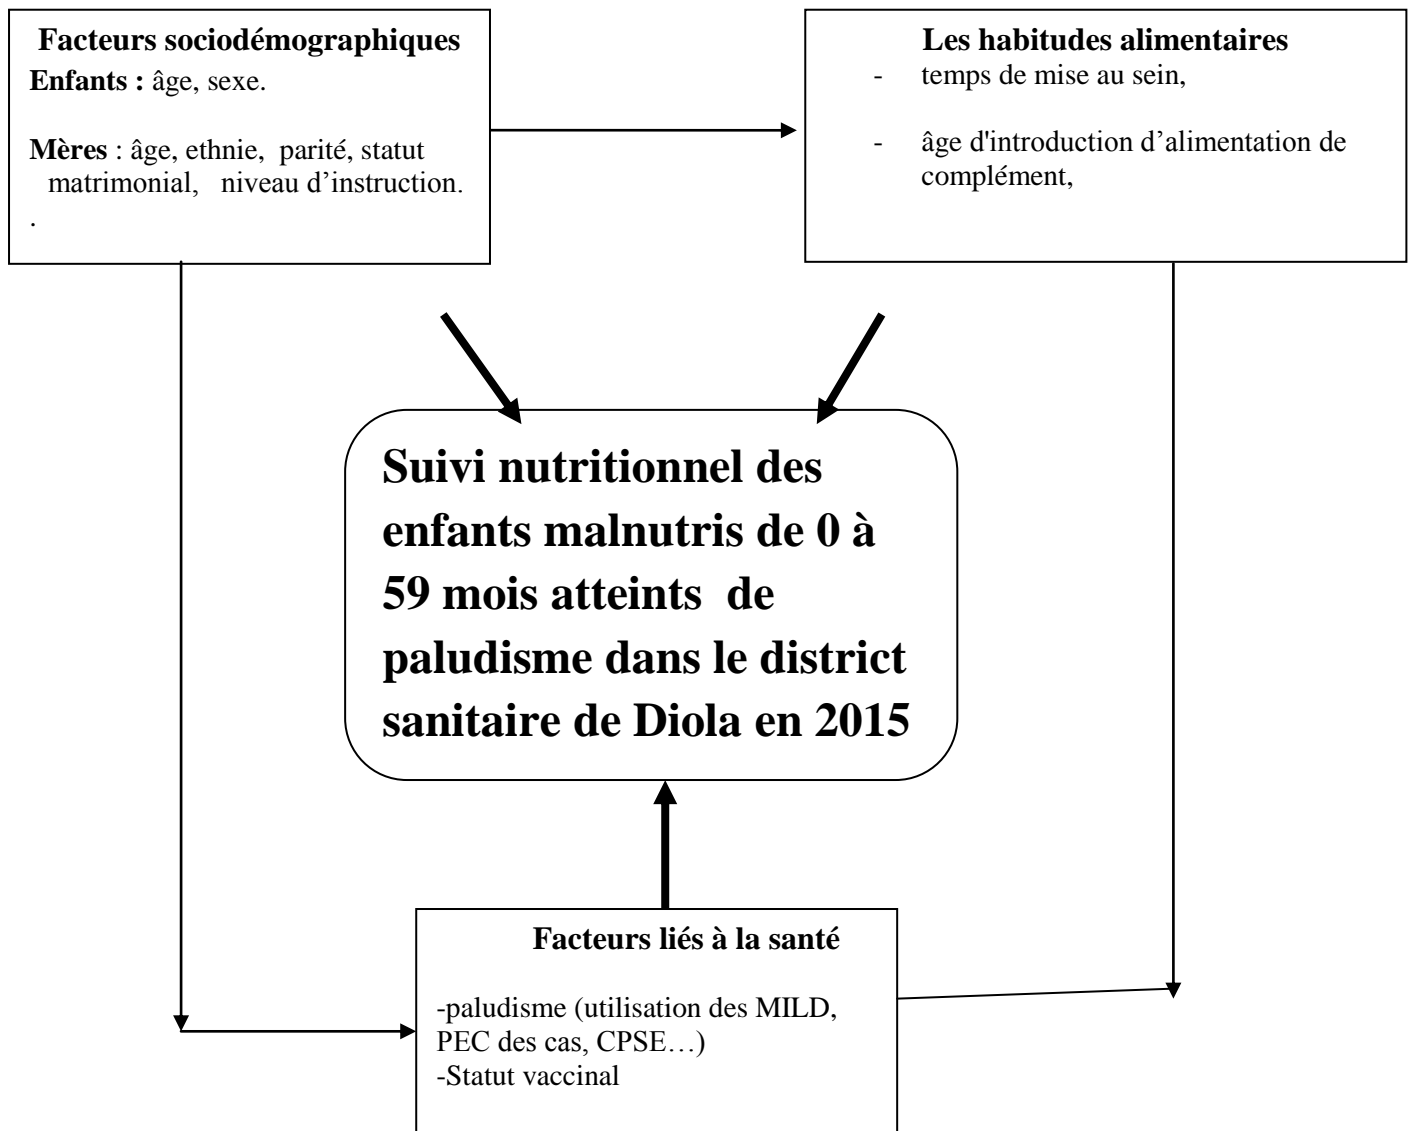 Facteurs sociodémographiques
Enfants : âge, sexe.
Mères : âge, ethnie, parité, statut
matrimonial, niveau d’instruction.
.
Les habitudes alimentaires
- temps de mise au sein,
- âge d'introduction d’alimentation de
complément,
Suivi nutritionnel des
enfants malnutris de 0 à
59 mois atteints de
paludisme dans le district
sanitaire de Diola en 2015
Facteurs liés à la santé
-paludisme (utilisation des MILD,
PEC des cas, CPSE…)
-Statut vaccinal